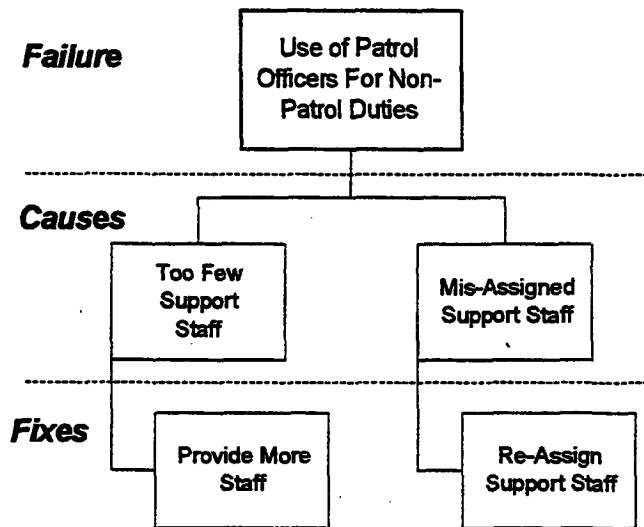 Failure
Use of Patrol
Officers For Non-
Patrol Duties
Causes
Too Few
Support
Staff
Mis-Assigned
Support Staff
Fixes
Provide More
Staff
Re-Assign
Support Staff